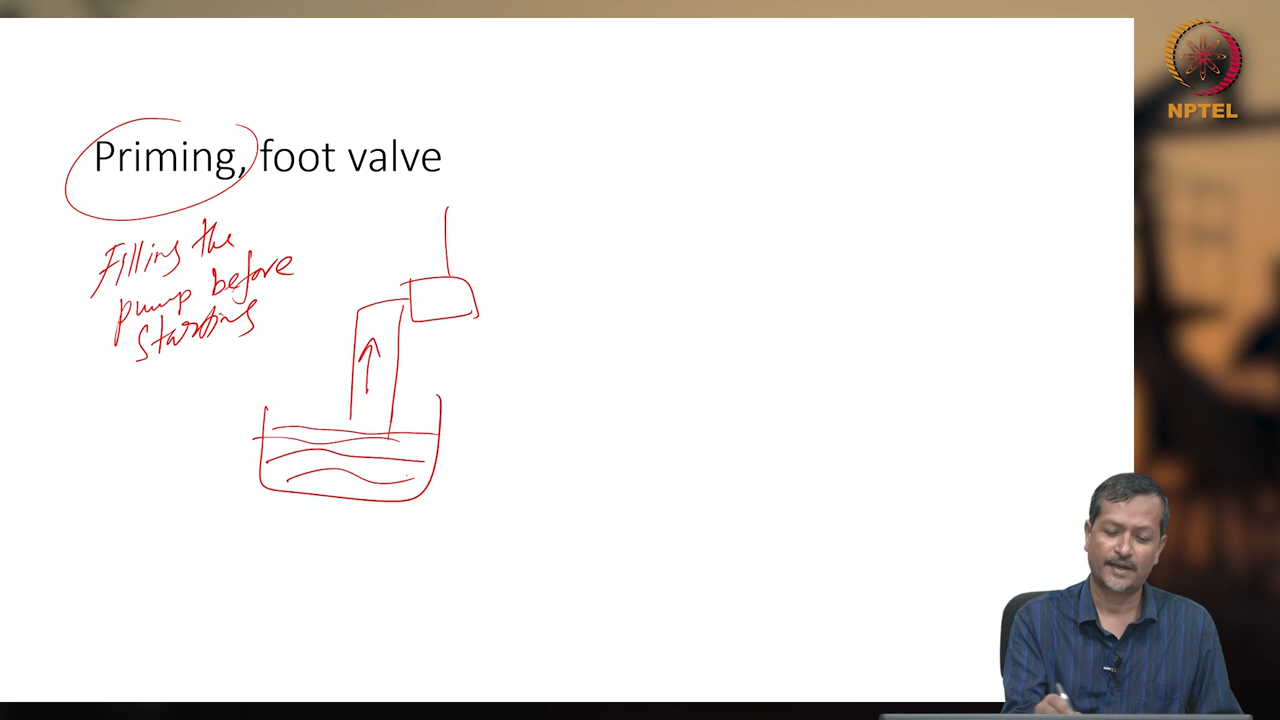 NPTEL
Priming, foot valve
Filling the
pump before
starting